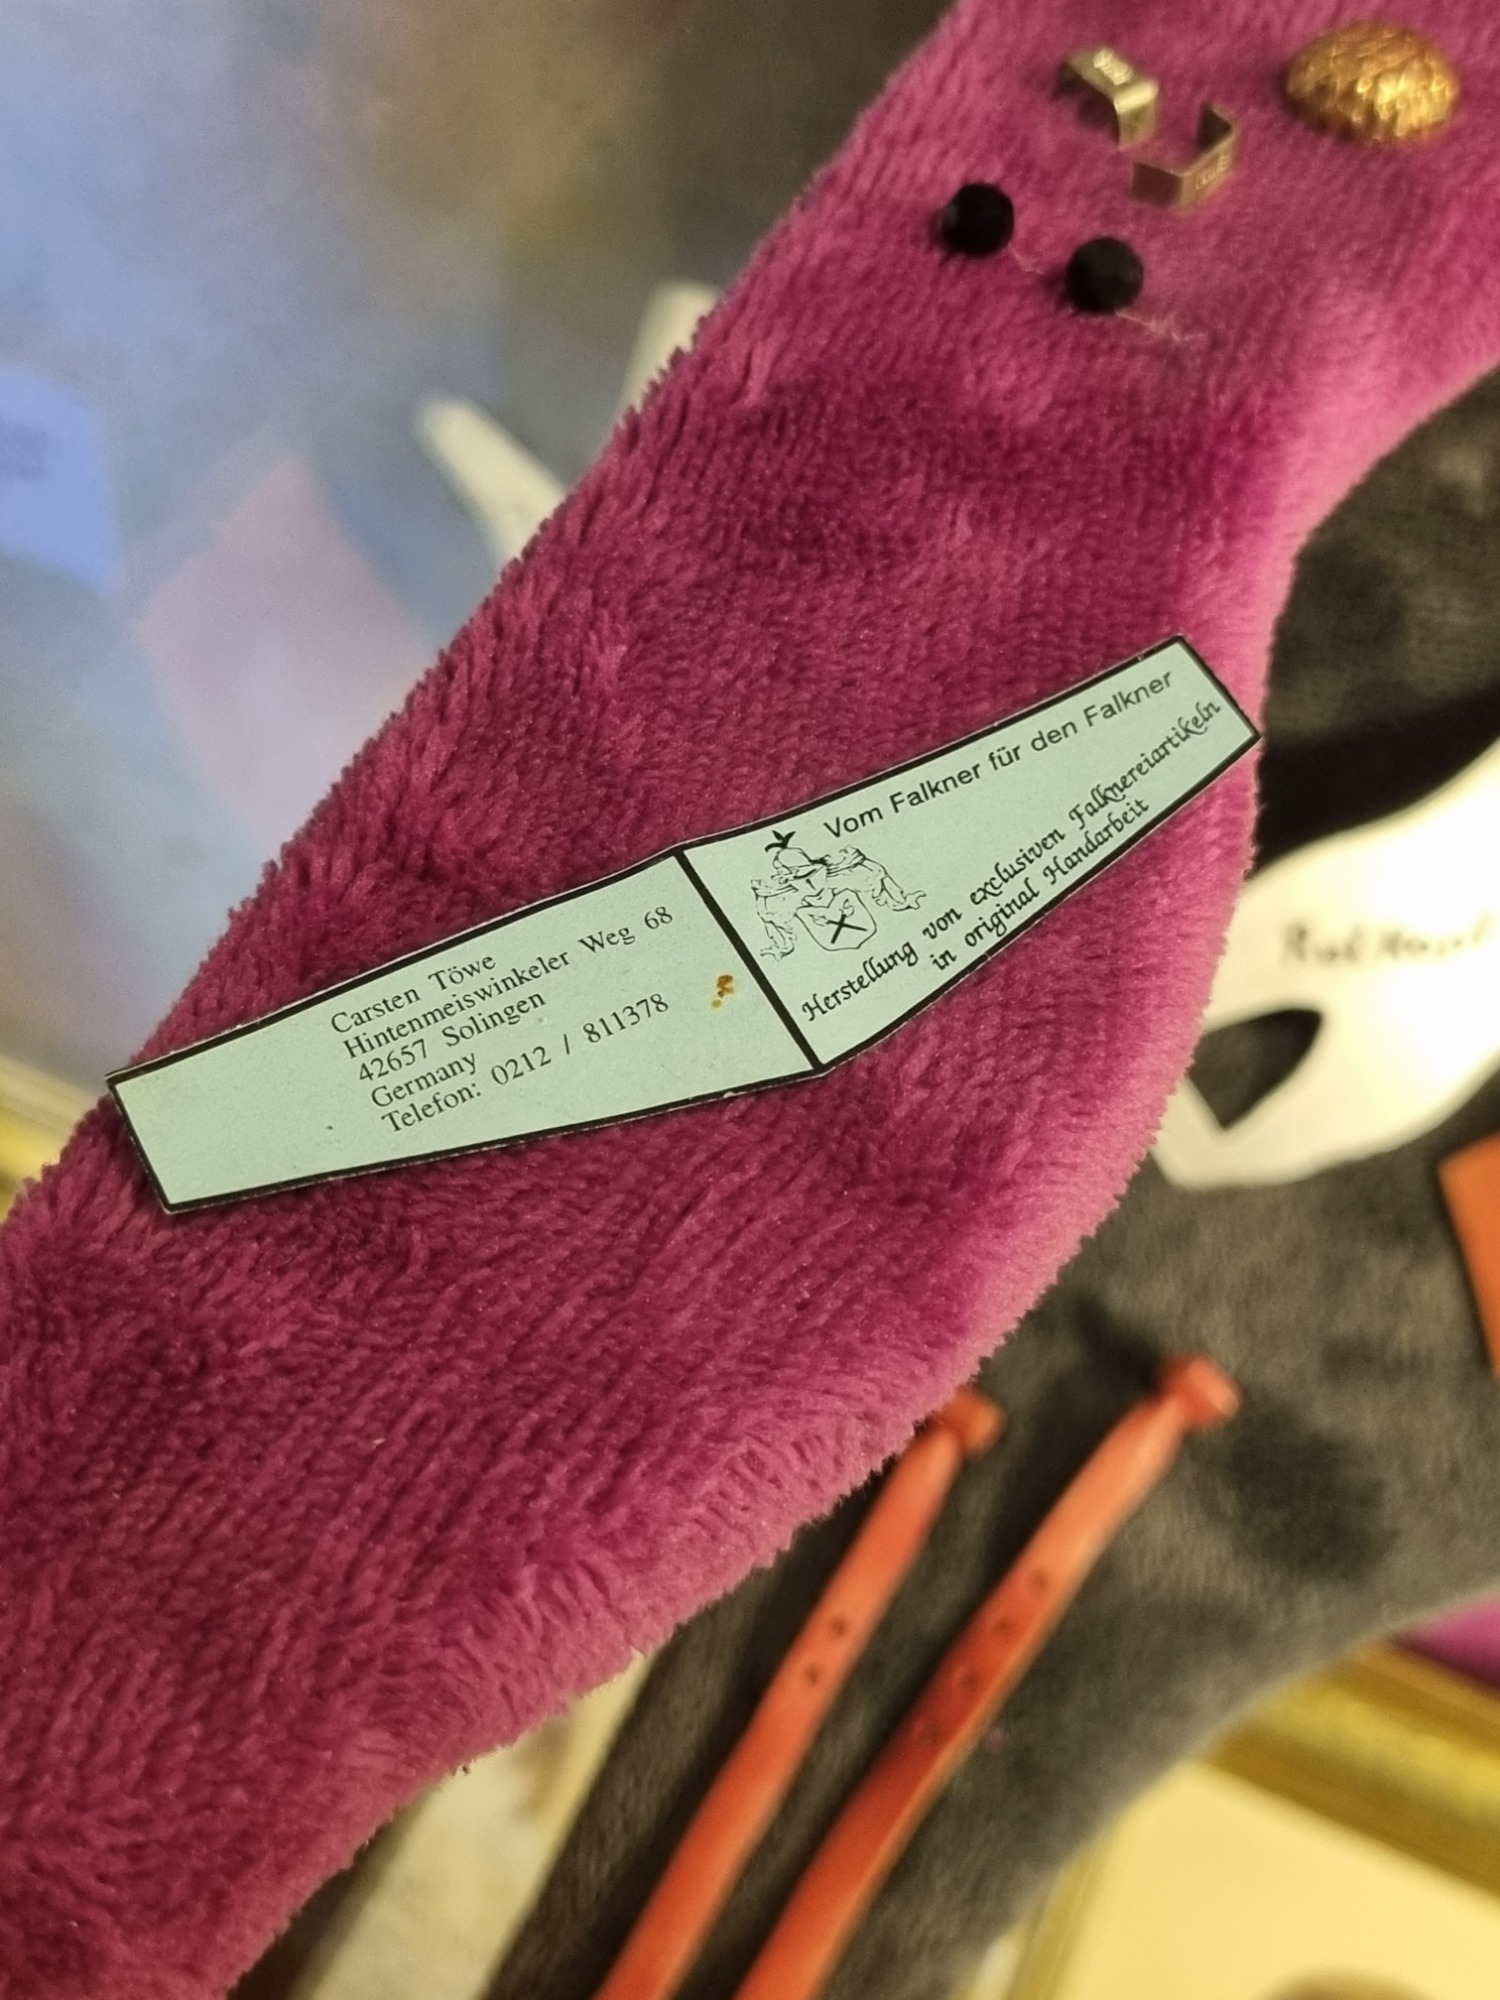 Carsten Töwe
Hintenmeiswinkeler Weg 68
42657 Solingen
Germany
Telefon: 0212 / 811378
Vom Falkner für den Falkner
Herstellung von exclusiven Falknereiartikeln
in original Handarbeit